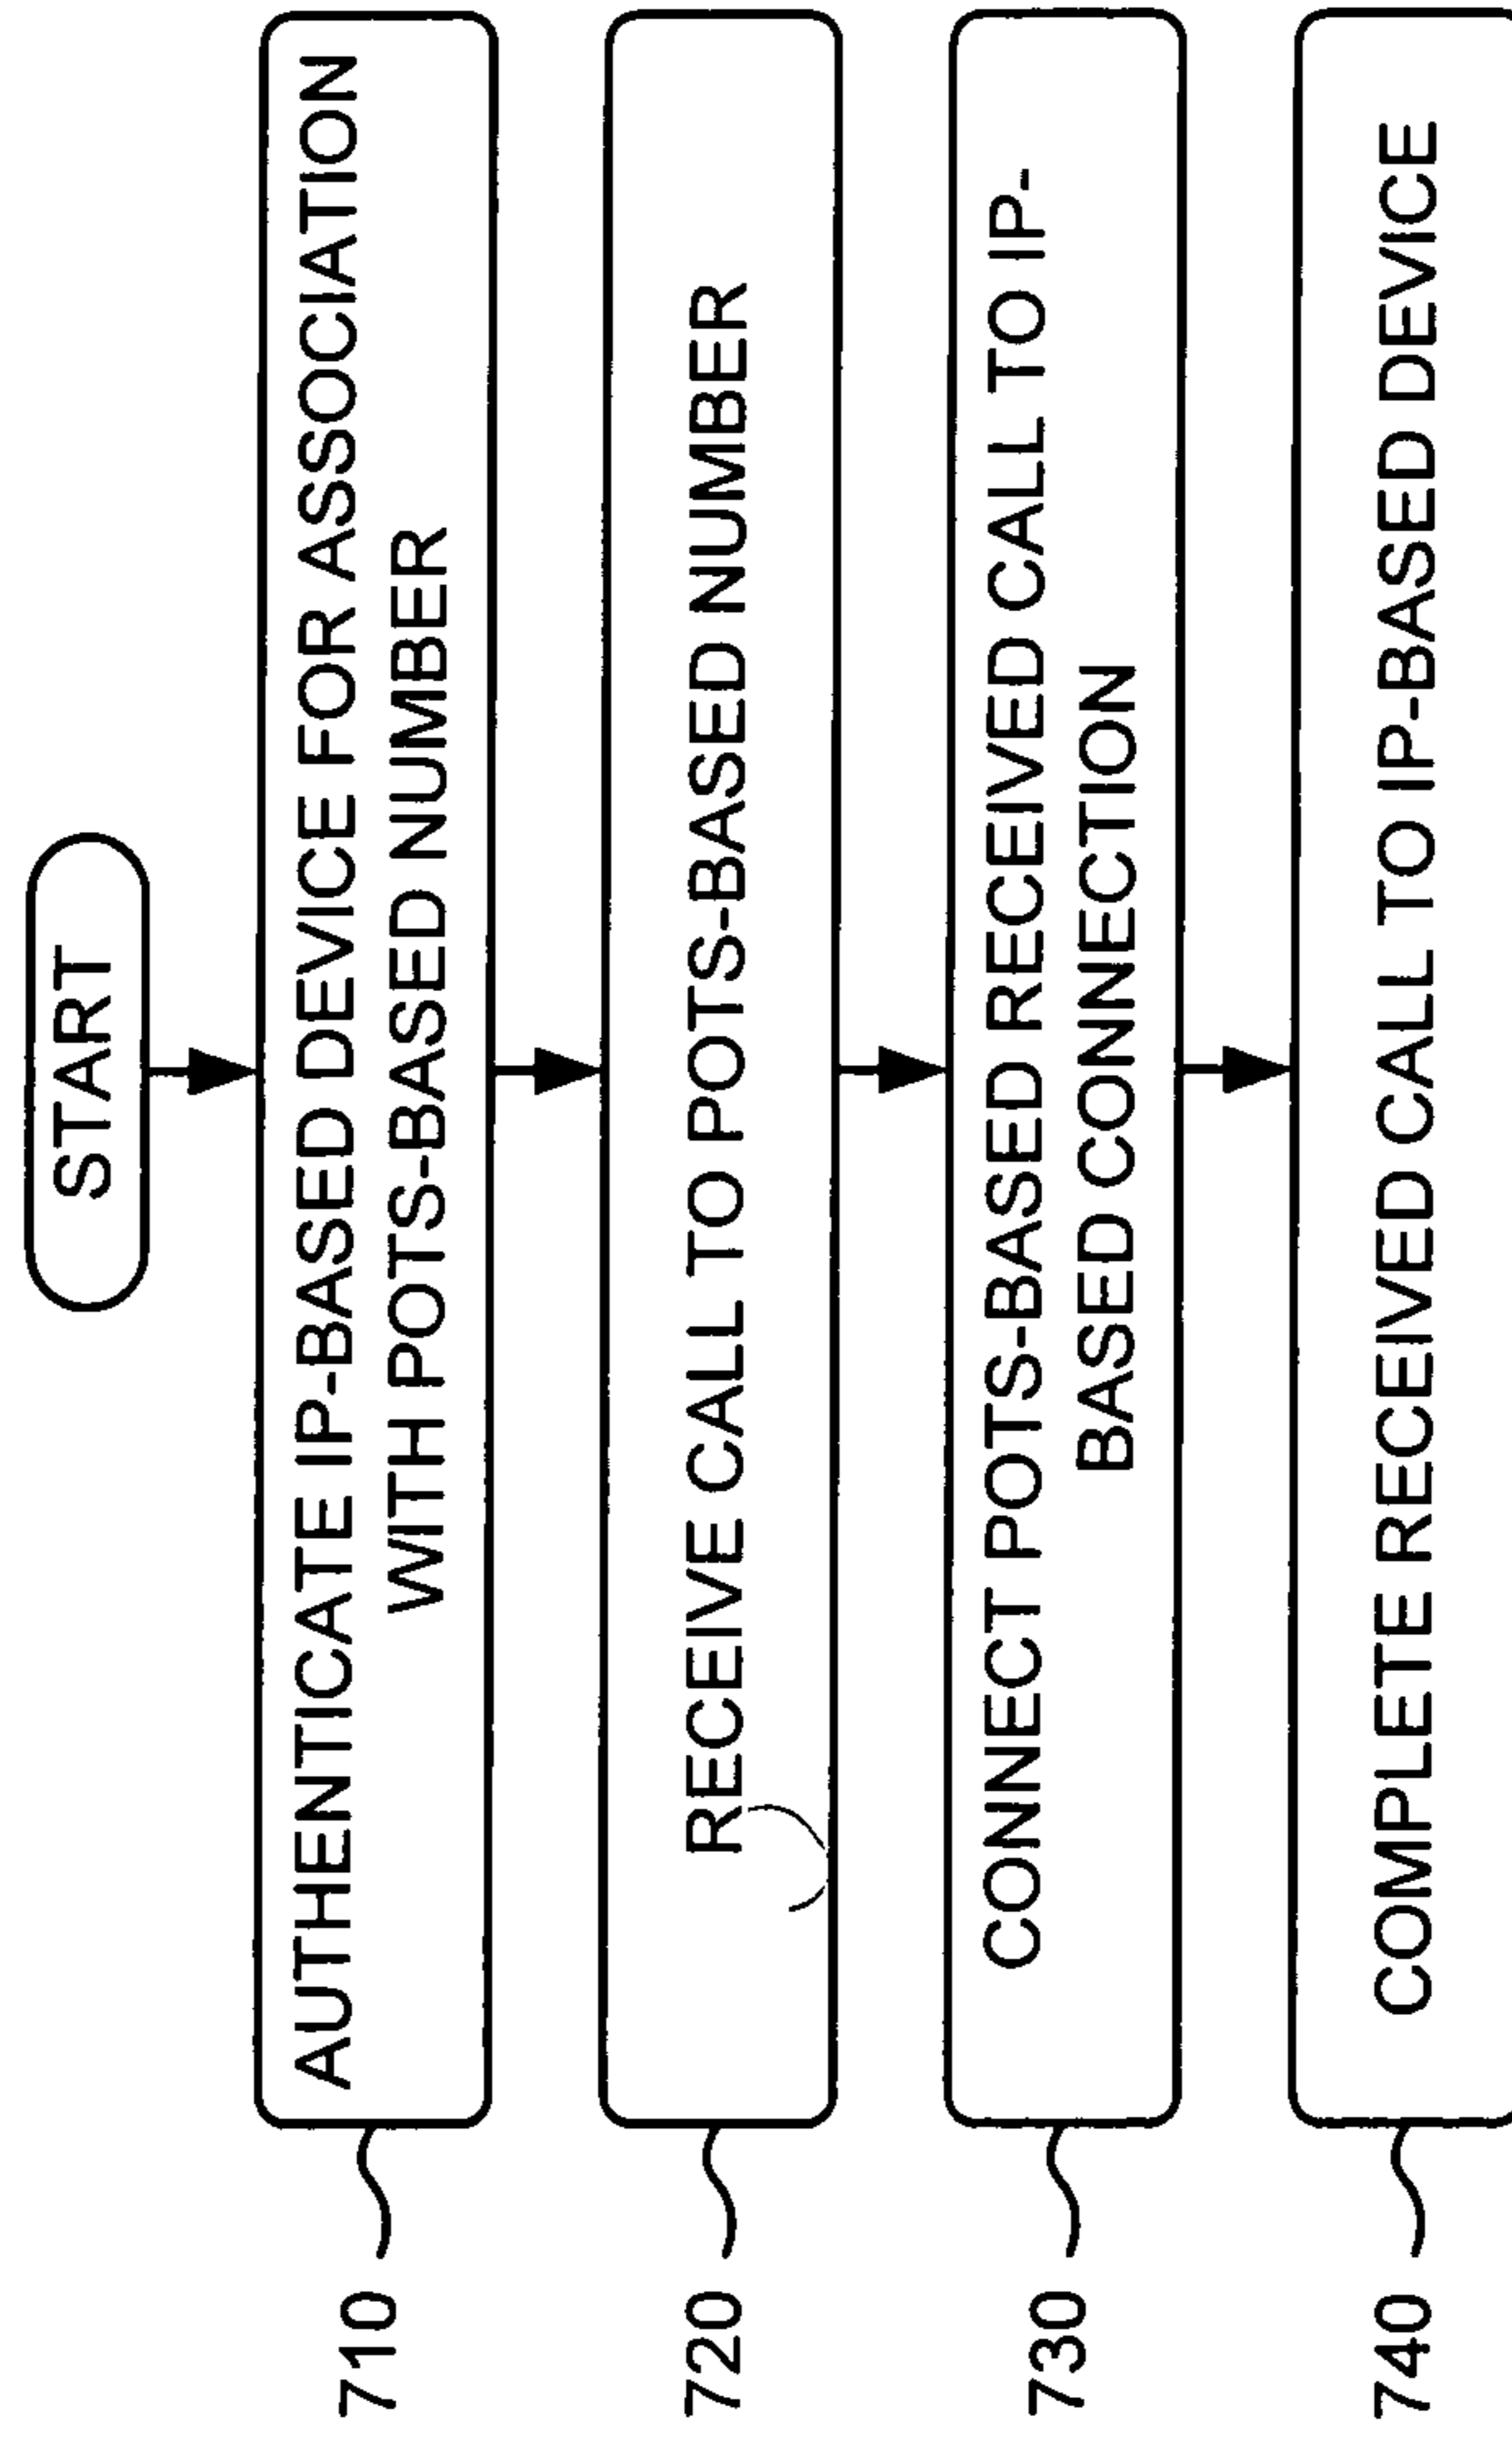 START
710
AUTHENTICATE IP-BASED DEVICE FOR ASSOCIATION
WITH POTS-BASED NUMBER
720
RECEIVE CALL TO POTS-BASED NUMBER
730
CONNECT POTS-BASED RECEIVED CALL TO IP-
BASED CONNECTION
740
COMPLETE RECEIVED CALL TO IP-BASED DEVICE